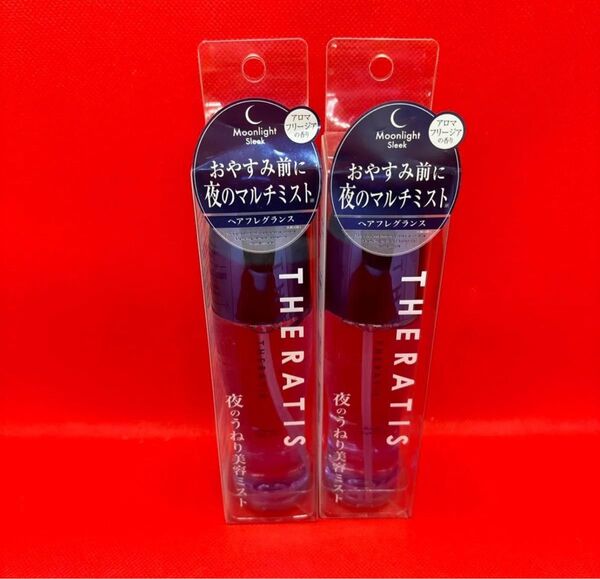 Moonlight
Sleek
アロマ
フリージア
の香り
おやすみ前に
夜のマルチミスト
ヘアフレグランス
THERATIS
夜のうねり美容ミスト
Moonlight
Sleek
アロマ
フリージア
の香り
おやすみ前に
夜のマルチミスト
ヘアフレグランス
THERATIS
夜のうねり美容ミスト